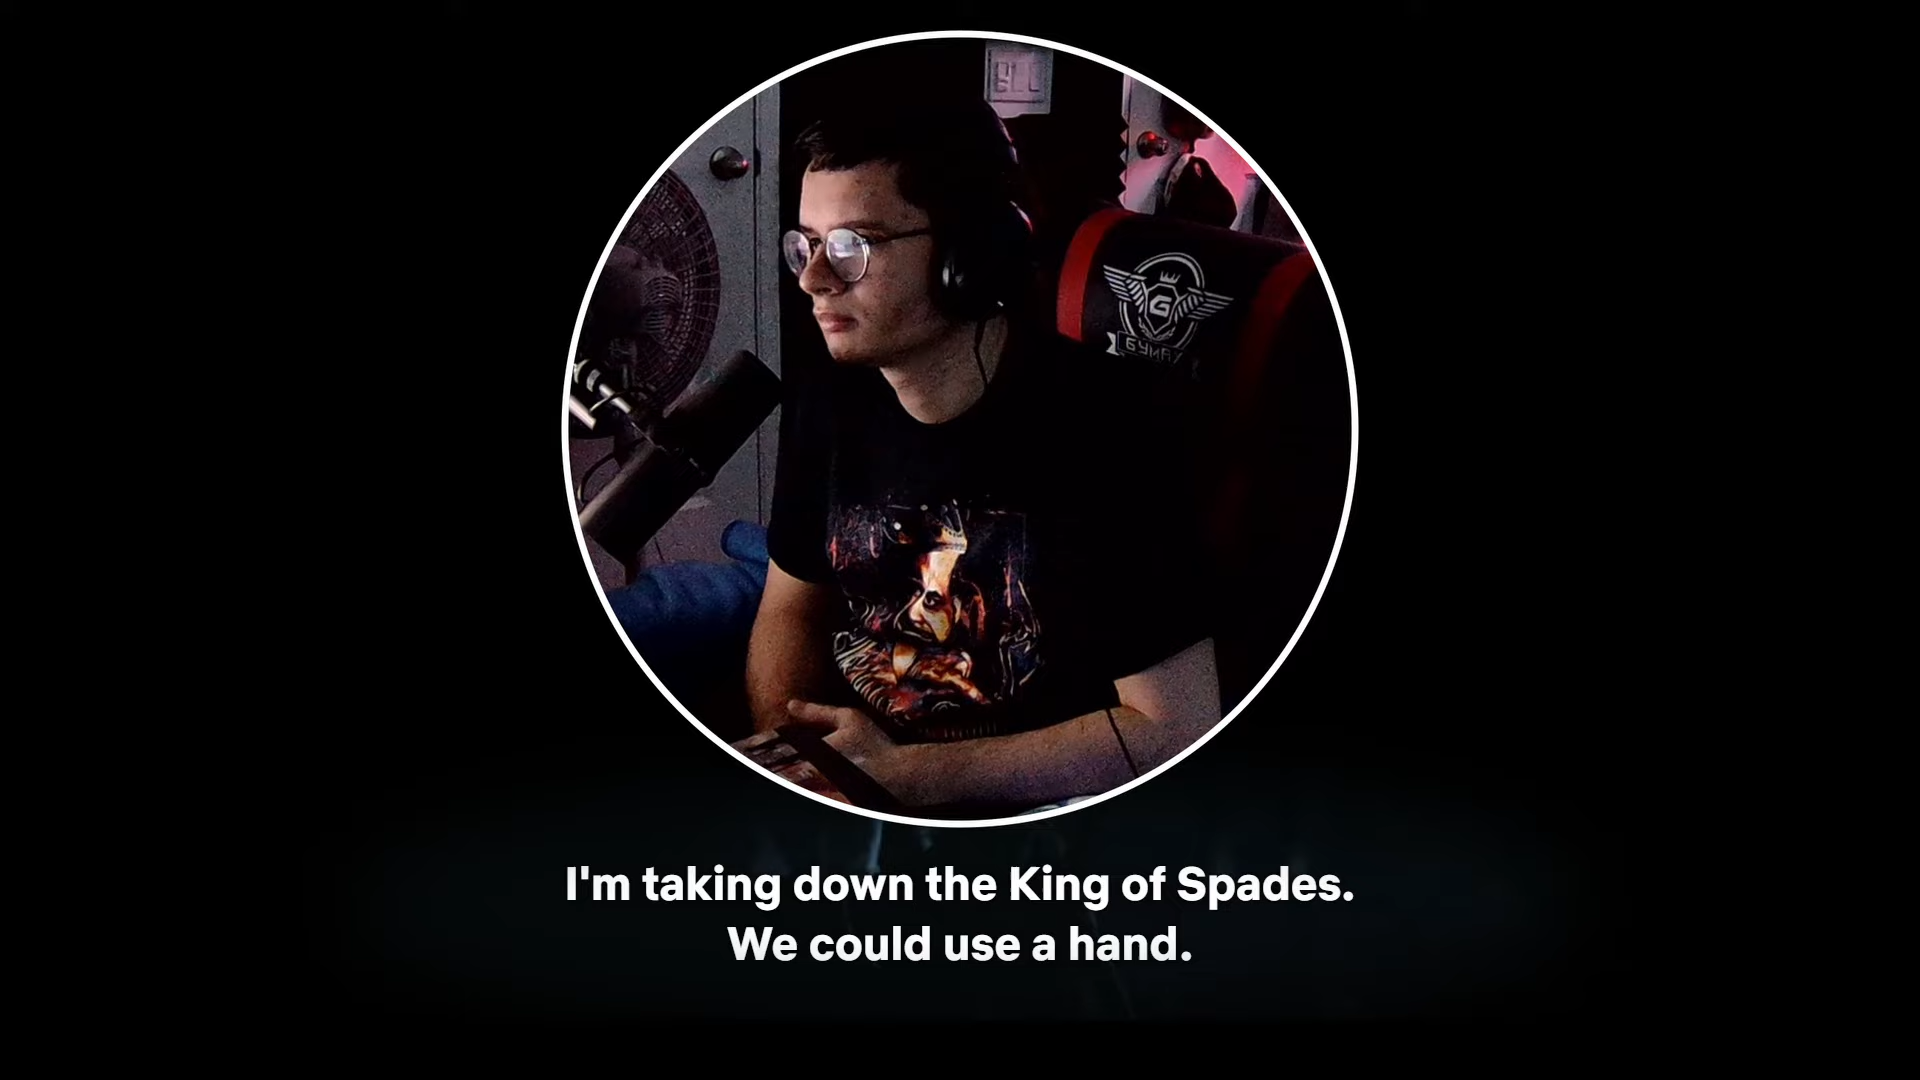 G
I'm taking down the King of Spades.
We could use a hand.